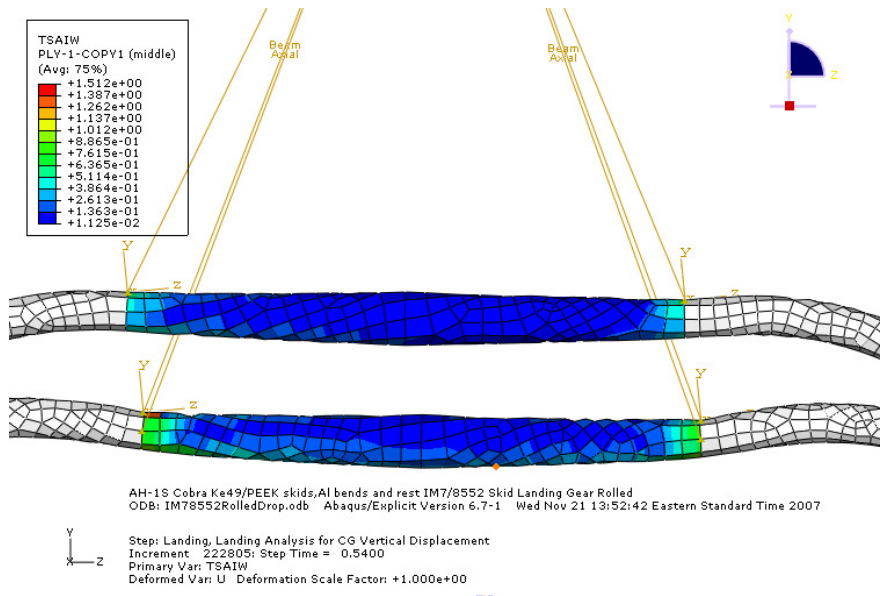 TSAIW
PLY-1-COPY1 (middle)
(Avg: 75%)
+1.512e+00
+1.387e+00
+1.262e+00
+1.137e+00
+1.012e+00
+8.865e-01
+7.615e-01
+6.365e-01
+5.114e-01
+3.864e-01
+2.613e-01
+1.363e-01
+1.125e-02
Beam
Axial
Beam
Axial
Y
X
Z
Y
z
Y
z
Y
z
Y
AH-1S Cobra Ke49/PEEK skids,Al bends and rest IM7/8552 Skid Landing Gear Rolled
ODB: IM78552RolledDrop.odb Abaqus/Explicit Version 6.7-1 Wed Nov 21 13:52:42 Eastern Standard Time 2007
Y
X
Z
Step: Landing, Landing Analysis for CG Vertical Displacement
Increment 222805: Step Time = 0.5400
Primary Var: TSAIW
Deformed Var: U Deformation Scale Factor: +1.000e+00